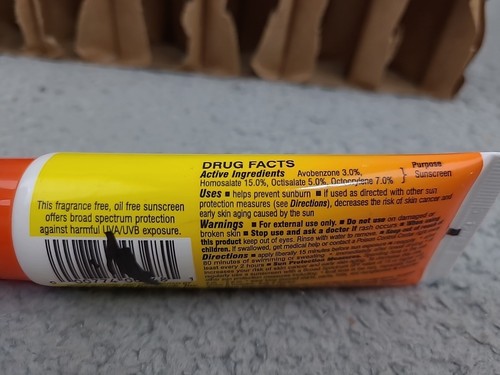 This fragrance free, oil free sunscreen
offers broad spectrum protection
against harmful UVA/UVB exposure.
DRUG FACTS
Active Ingredients Avobenzone 3.0%, Purpose
Homosalate 15.0%, Octisalate 5.0%, Octocrylene 7.0% } Sunscreen
Uses ■ helps prevent sunburn ■ if used as directed with other sun
protection measures (see Directions), decreases the risk of skin cancer and
early skin aging caused by the sun
Warnings ■ For external use only. ■ Do not use on damaged or
broken skin ■ Stop use and ask a doctor if rash occurs
this product keep out of eyes. Rinse with water to remove.
children. If swallowed, get medical help or contact a Poison
Directions ■ apply liberally 15 minutes